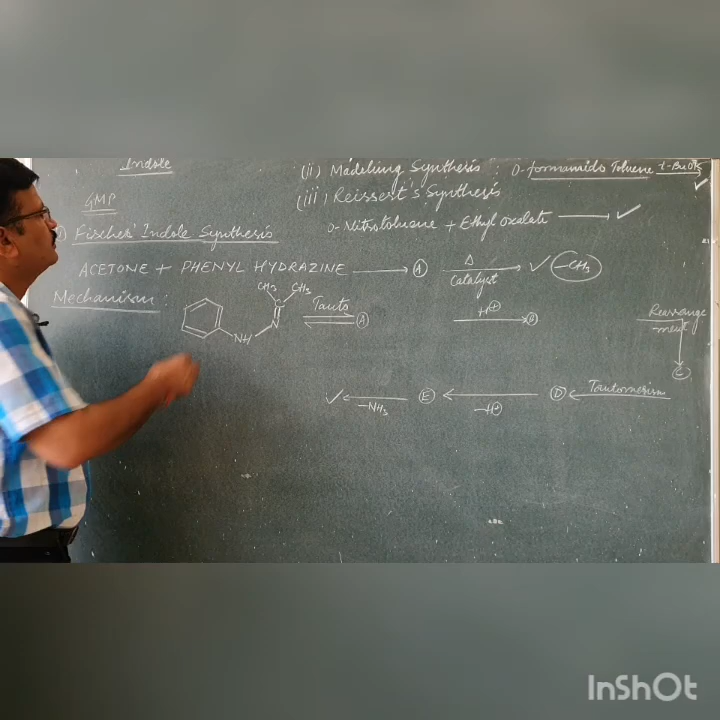 Indole
(ii) Madelung Synthesis : O-formamido Toluene t-BuOK
GMP
(iii) Reissert's Synthesis
O-Nitrotoluene + Ethyl oxalate
Fischer Indole Synthesis
ACETONE + PHENYL HYDRAZINE A Δ Catalyst -CH3
Mechanism :
CH3 CH3
NH N
Tauto A H+ B
Rearrange
ment
C
Tautomerism D -H+ E -NH3
InShOt